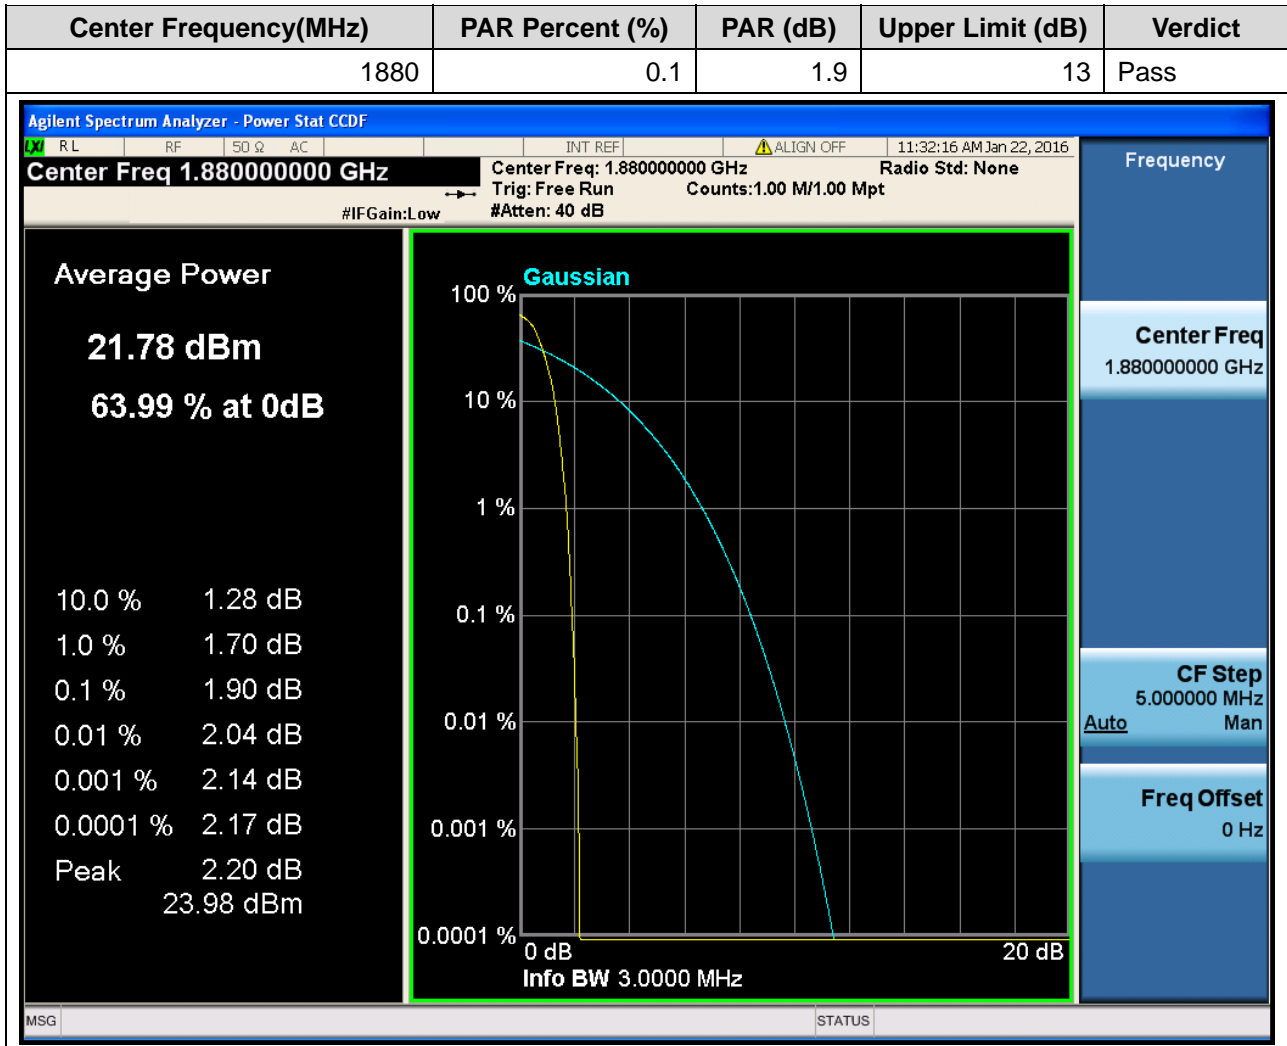 Center Frequency(MHz) PAR Percent (%) PAR (dB) Upper Limit (dB) Verdict
1880 0.1 1.9 13 Pass
Agilent Spectrum Analyzer - Power Stat CCDF
LXI RL RF 50 Ω AC INT REF ALIGN OFF 11:32:16 AM Jan 22, 2016
Center Freq 1.880000000 GHz
Center Freq: 1.880000000 GHz Radio Std: None
Trig: Free Run Counts:1.00 M/1.00 Mpt
#IFGain:Low #Atten: 40 dB
Average Power
21.78 dBm
63.99 % at 0dB
10.0 % 1.28 dB
1.0 % 1.70 dB
0.1 % 1.90 dB
0.01 % 2.04 dB
0.001 % 2.14 dB
0.0001 % 2.17 dB
Peak 2.20 dB
23.98 dBm
Gaussian
100 %
10 %
1 %
0.1 %
0.01 %
0.001 %
0.0001 %
0 dB 20 dB
Info BW 3.0000 MHz
Frequency
Center Freq
1.880000000 GHz
CF Step
5.000000 MHz
Auto Man
Freq Offset
0 Hz
MSG STATUS